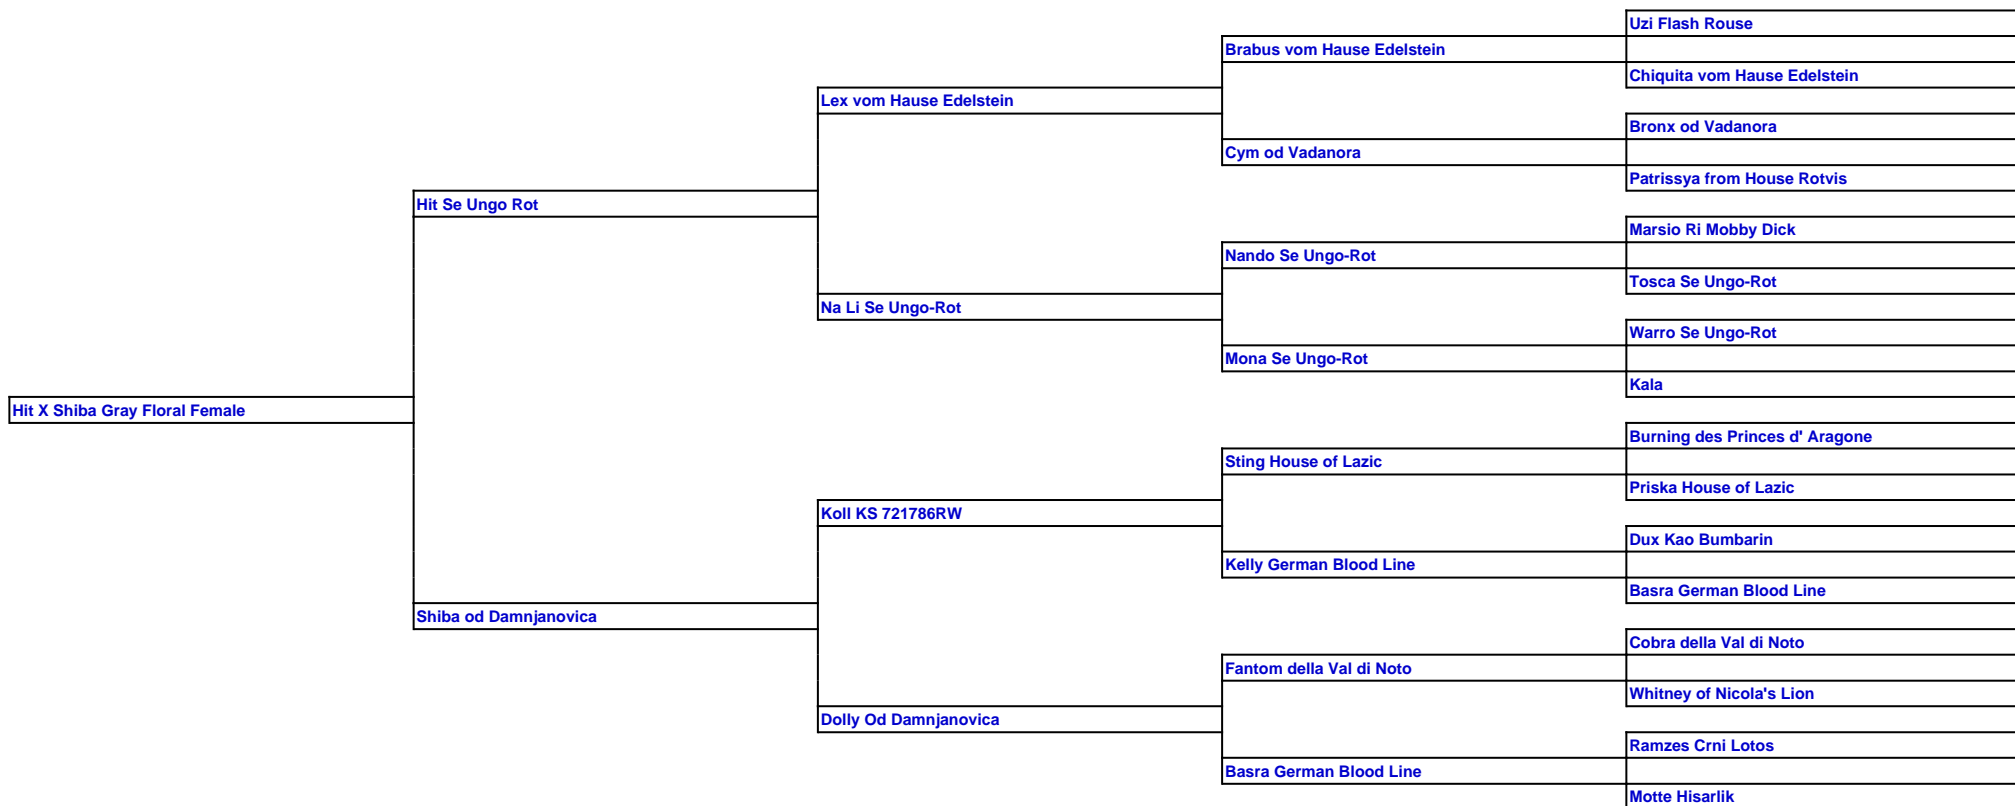 Uzi Flash Rouse
Brabus vom Hause Edelstein
Chiquita vom Hause Edelstein
Lex vom Hause Edelstein
Bronx od Vadanora
Cym od Vadanora
Patrissya from House Rotvis
Hit Se Ungo Rot
Marsio Ri Mobby Dick
Nando Se Ungo-Rot
Tosca Se Ungo-Rot
Na Li Se Ungo-Rot
Warro Se Ungo-Rot
Mona Se Ungo-Rot
Kala
Hit X Shiba Gray Floral Female
Burning des Princes d' Aragone
Sting House of Lazic
Priska House of Lazic
Koll KS 721786RW
Dux Kao Bumbarin
Kelly German Blood Line
Basra German Blood Line
Shiba od Damnjanovica
Cobra della Val di Noto
Fantom della Val di Noto
Whitney of Nicola's Lion
Dolly Od Damnjanovica
Ramzes Crni Lotos
Basra German Blood Line
Motte Hisarlik